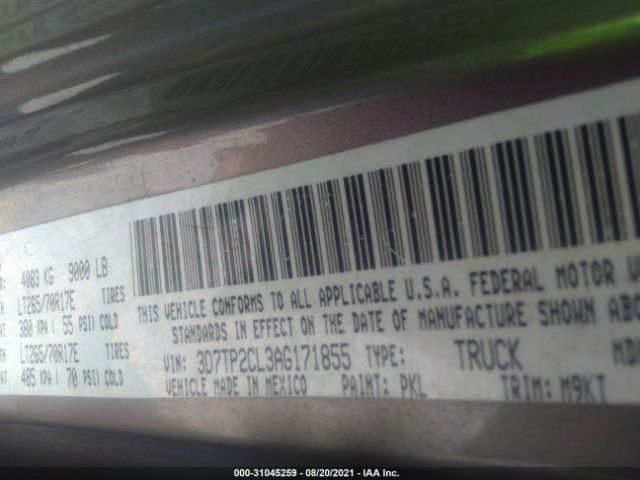 4083 KG 9000 LB
LT265/70R17E TIRES
380 KPA ( 55 PSI) COLD
LT265/70R17E TIRES
485 KPA ( 70 PSI) COLD
THIS VEHICLE CONFORMS TO ALL APPLICABLE U.S.A. FEDERAL MOTOR
STANDARDS IN EFFECT ON THE DATE OF MANUFACTURE SHOWN
VIN: 3D7TP2CL3AG171855 TYPE: TRUCK
VEHICLE MADE IN MEXICO PAINT: PKL TRIM: M9KT
000-31045259 - 08/20/2021 - IAA Inc.